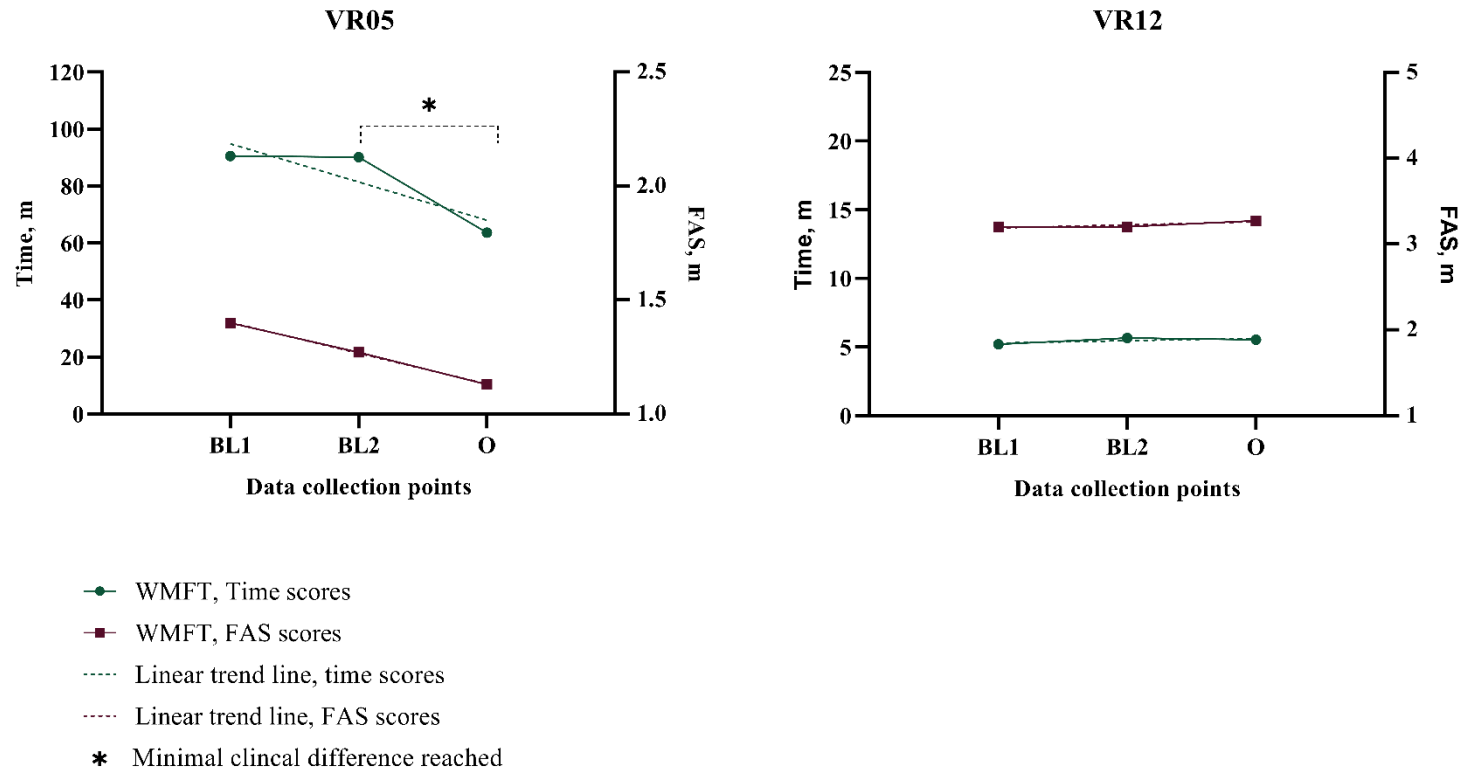 VR05
120
100
80
60
40
20
0
Time, m
2.5
2.0
1.5
1.0
FAS, m
*
BL1 BL2 O
Data collection points
VR12
25
20
15
10
5
0
Time, m
5
4
3
2
1
FAS, m
BL1 BL2 O
Data collection points
WMFT, Time scores
WMFT, FAS scores
Linear trend line, time scores
Linear trend line, FAS scores
* Minimal clincal difference reached